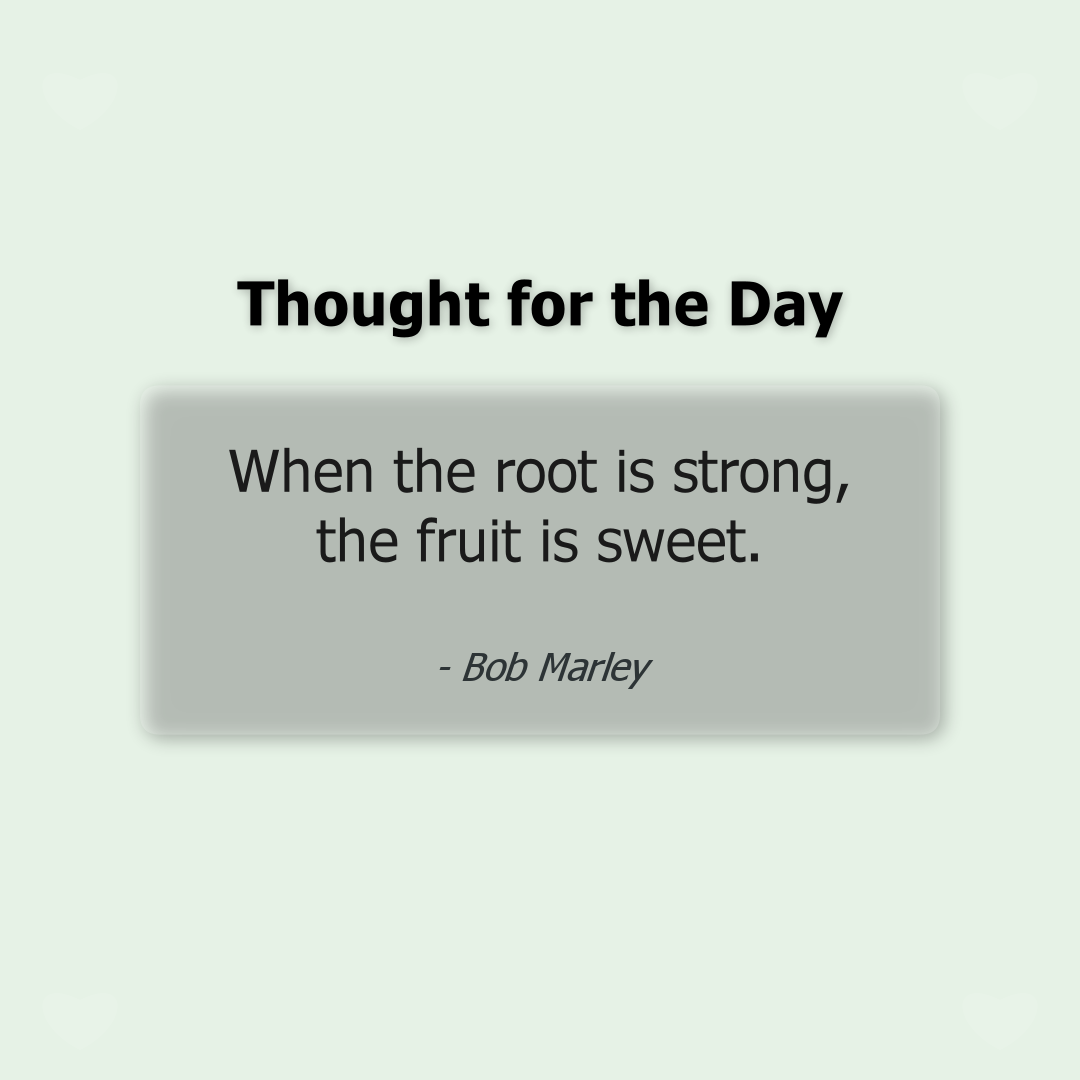 Thought for the Day
When the root is strong,
the fruit is sweet.
- Bob Marley